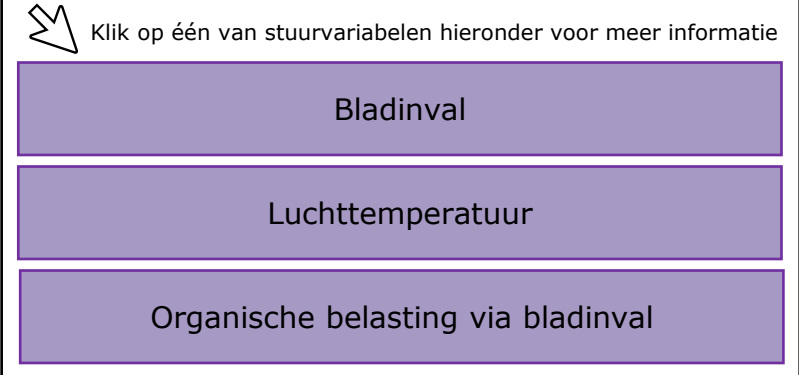 Klik op één van stuurvariabelen hieronder voor meer informatie
Bladinval
Luchttemperatuur
Organische belasting via bladinval